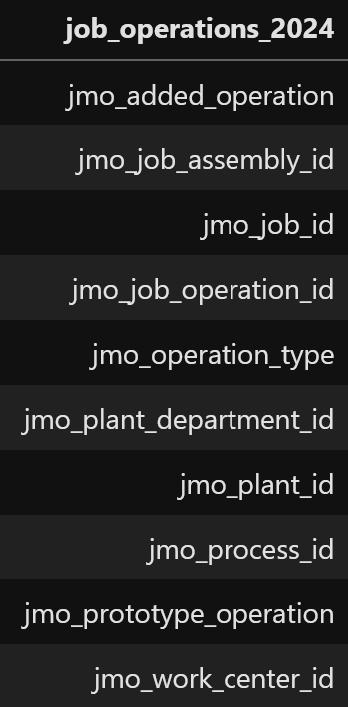 job_operations_2024
jmo_added_operation
jmo_job_assembly_id
jmo_job_id
jmo_job_operation_id
jmo_operation_type
jmo_plant_department_id
jmo_plant_id
jmo_process_id
jmo_prototype_operation
jmo_work_center_id